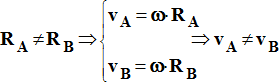 R_A ≠ R_B ⇒ { v_A = ω·R_A
v_B = ω·R_B ⇒ v_A ≠ v_B